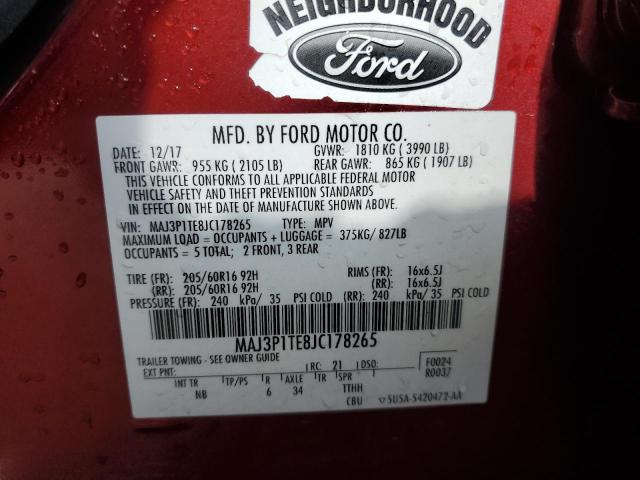 NEIGHBORHOOD
Ford
MFD. BY FORD MOTOR CO.
DATE: 12/17 GVWR: 1810 KG ( 3990 LB)
FRONT GAWR: 955 KG ( 2105 LB) REAR GAWR: 865 KG ( 1907 LB)
THIS VEHICLE CONFORMS TO ALL APPLICABLE FEDERAL MOTOR
VEHICLE SAFETY AND THEFT PREVENTION STANDARDS
IN EFFECT ON THE DATE OF MANUFACTURE SHOWN ABOVE.
VIN: MAJ3P1TE8JC178265 TYPE: MPV
MAXIMUM LOAD = OCCUPANTS + LUGGAGE = 375KG/ 827LB
OCCUPANTS = 5 TOTAL; 2 FRONT, 3 REAR
TIRE (FR): 205/60R16 92H RIMS (FR): 16x6.5J
(RR): 205/60R16 92H (RR): 16x6.5J
PRESSURE (FR): 240 kPa/ 35 PSI COLD (RR): 240 kPa/ 35 PSI COLD
MAJ3P1TE8JC178265
TRAILER TOWING - SEE OWNER GUIDE
EXT PNT: RC: 21 DSO: F0024
R0037
INT TR TP/PS R AXLE TR SPR
NB 6 34 TTHH
CBU 5USA-S420472-AA